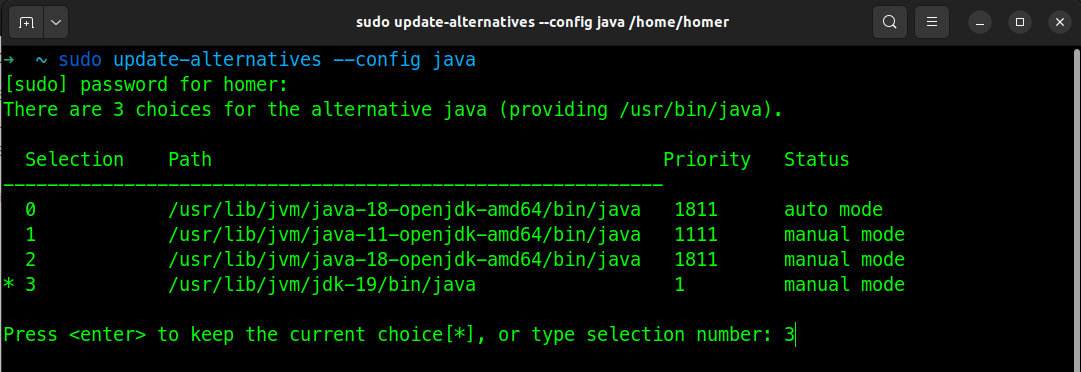 sudo update-alternatives --config java /home/homer
➜ ~ sudo update-alternatives --config java
[sudo] password for homer:
There are 3 choices for the alternative java (providing /usr/bin/java).
Selection Path Priority Status
------------------------------------------------------------
0 /usr/lib/jvm/java-18-openjdk-amd64/bin/java 1811 auto mode
1 /usr/lib/jvm/java-11-openjdk-amd64/bin/java 1111 manual mode
2 /usr/lib/jvm/java-18-openjdk-amd64/bin/java 1811 manual mode
* 3 /usr/lib/jvm/jdk-19/bin/java 1 manual mode
Press <enter> to keep the current choice[*], or type selection number: 3